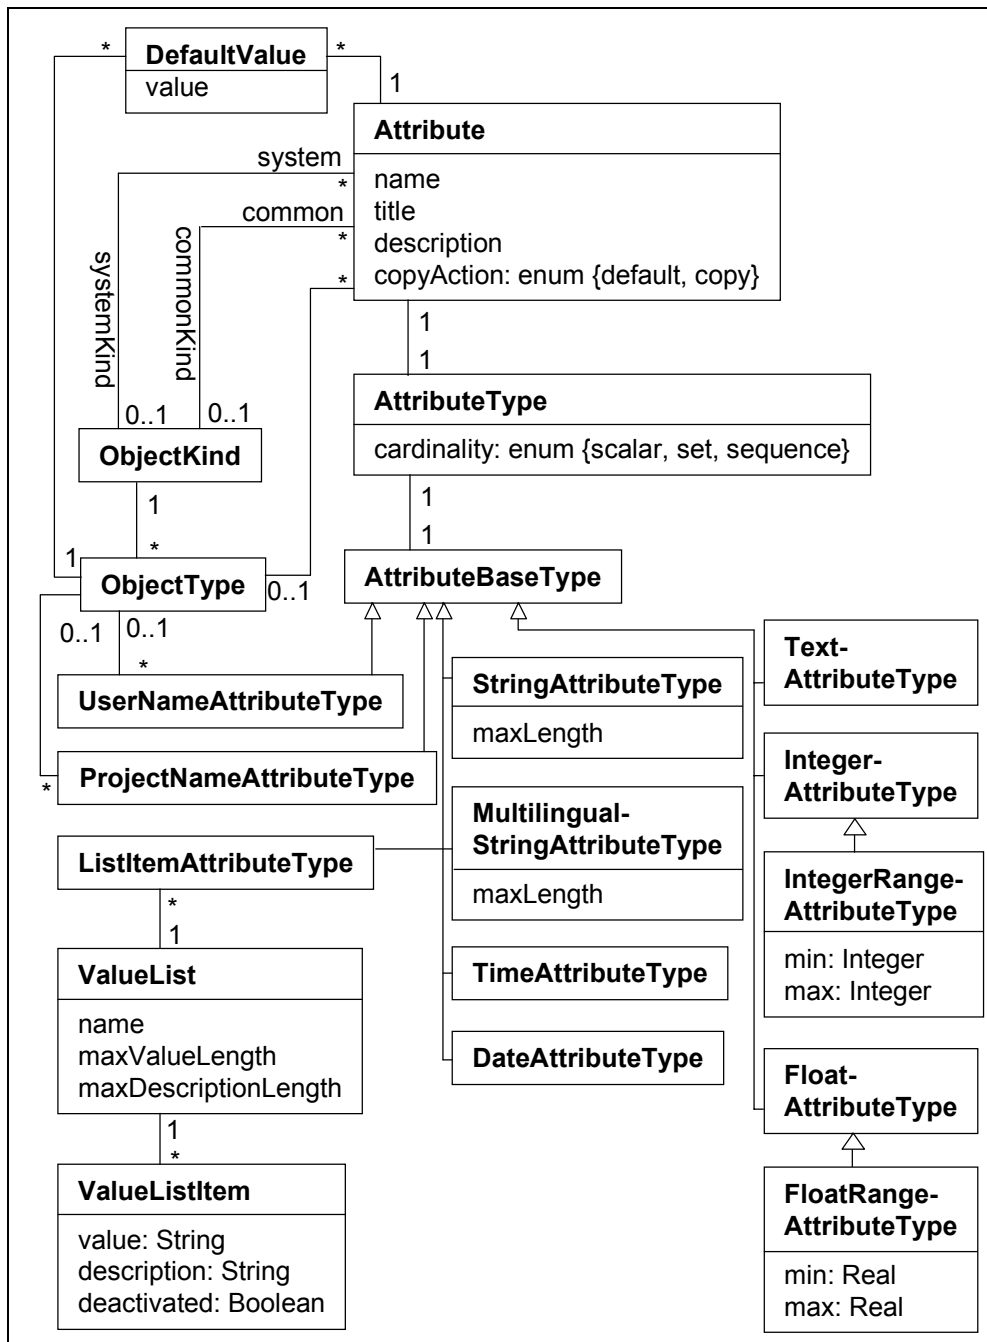 *
DefaultValue
*
value
1
Attribute
system
*
name
common
title
*
description
*
copyAction: enum {default, copy}
systemKind
commonKind
1
1
AttributeType
0..1
0..1
cardinality: enum {scalar, set, sequence}
ObjectKind
1
1
*
1
1
ObjectType
0..1
AttributeBaseType
0..1
0..1
*
UserNameAttributeType
Text-
AttributeType
StringAttributeType
maxLength
ProjectNameAttributeType
*
Integer-
AttributeType
Multilingual-
StringAttributeType
maxLength
ListItemAttributeType
IntegerRange-
AttributeType
min: Integer
max: Integer
*
1
ValueList
name
maxValueLength
maxDescriptionLength
TimeAttributeType
DateAttributeType
Float-
AttributeType
1
*
ValueListItem
value: String
description: String
deactivated: Boolean
FloatRange-
AttributeType
min: Real
max: Real